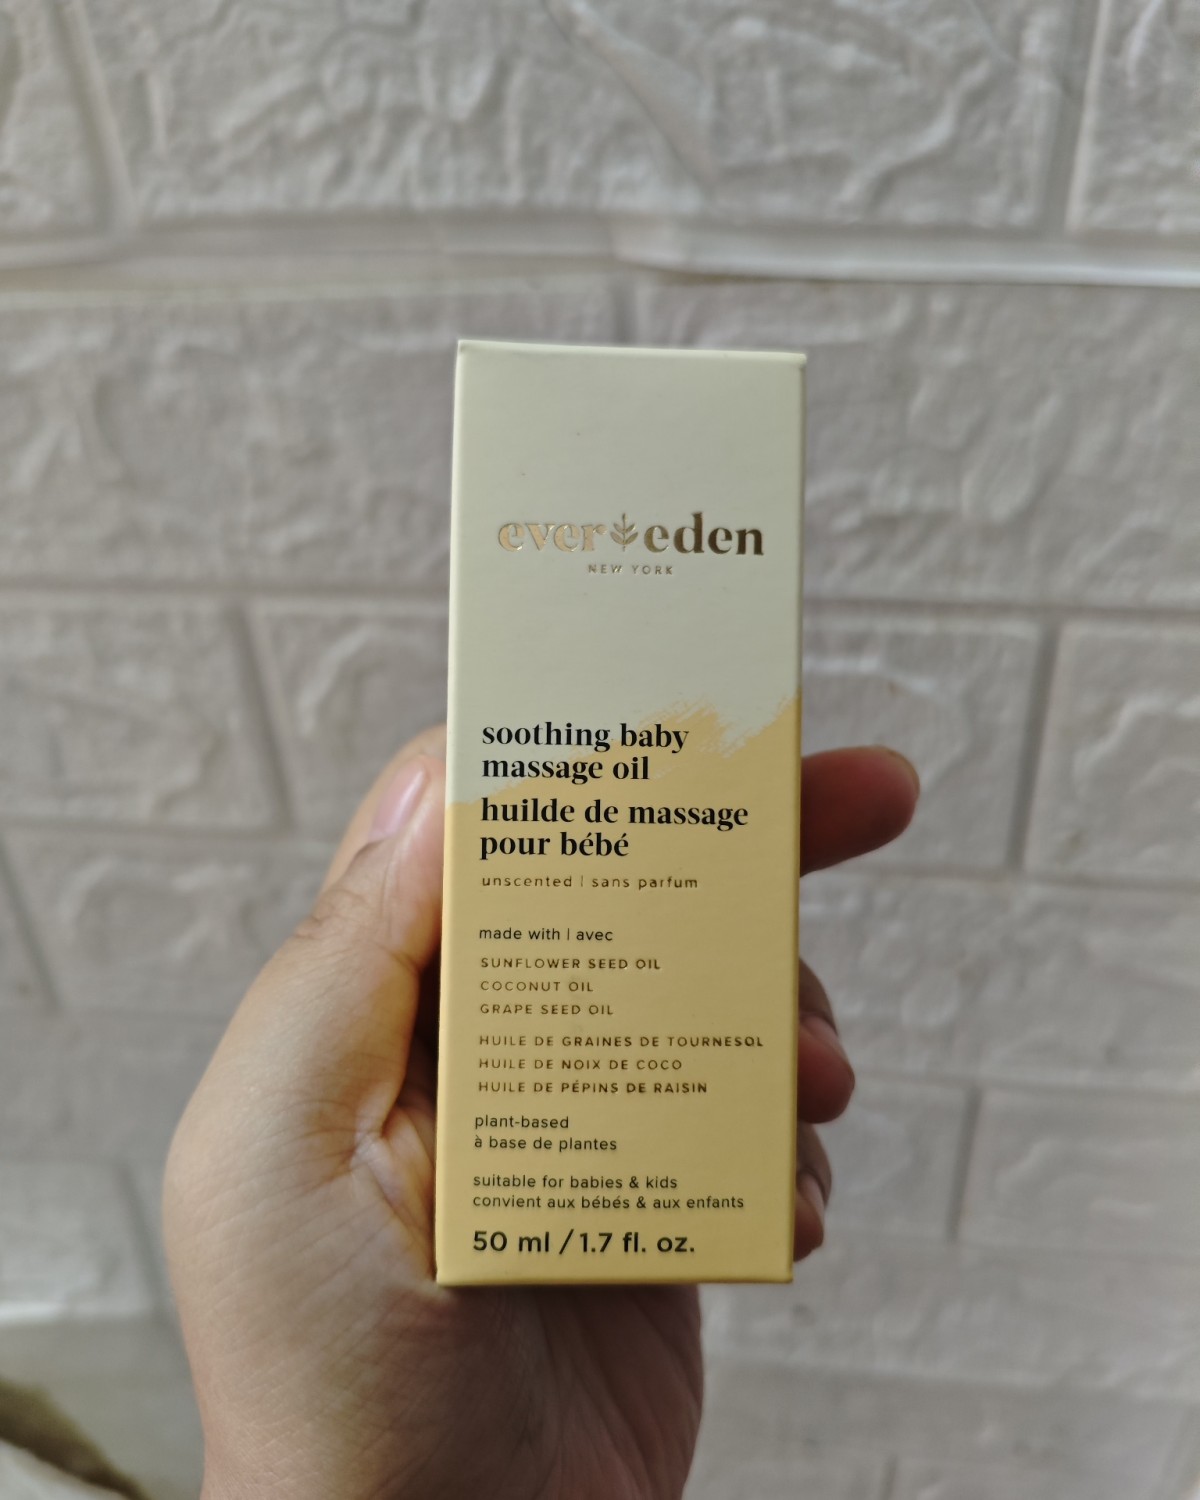 ever eden
NEW YORK
soothing baby
massage oil
huilde de massage
pour bébé
unscented | sans parfum
made with | avec
SUNFLOWER SEED OIL
COCONUT OIL
GRAPE SEED OIL
HUILE DE GRAINES DE TOURNESOL
HUILE DE NOIX DE COCO
HUILE DE PÉPINS DE RAISIN
plant-based
à base de plantes
suitable for babies & kids
convient aux bébés & aux enfants
50 ml / 1.7 fl. oz.